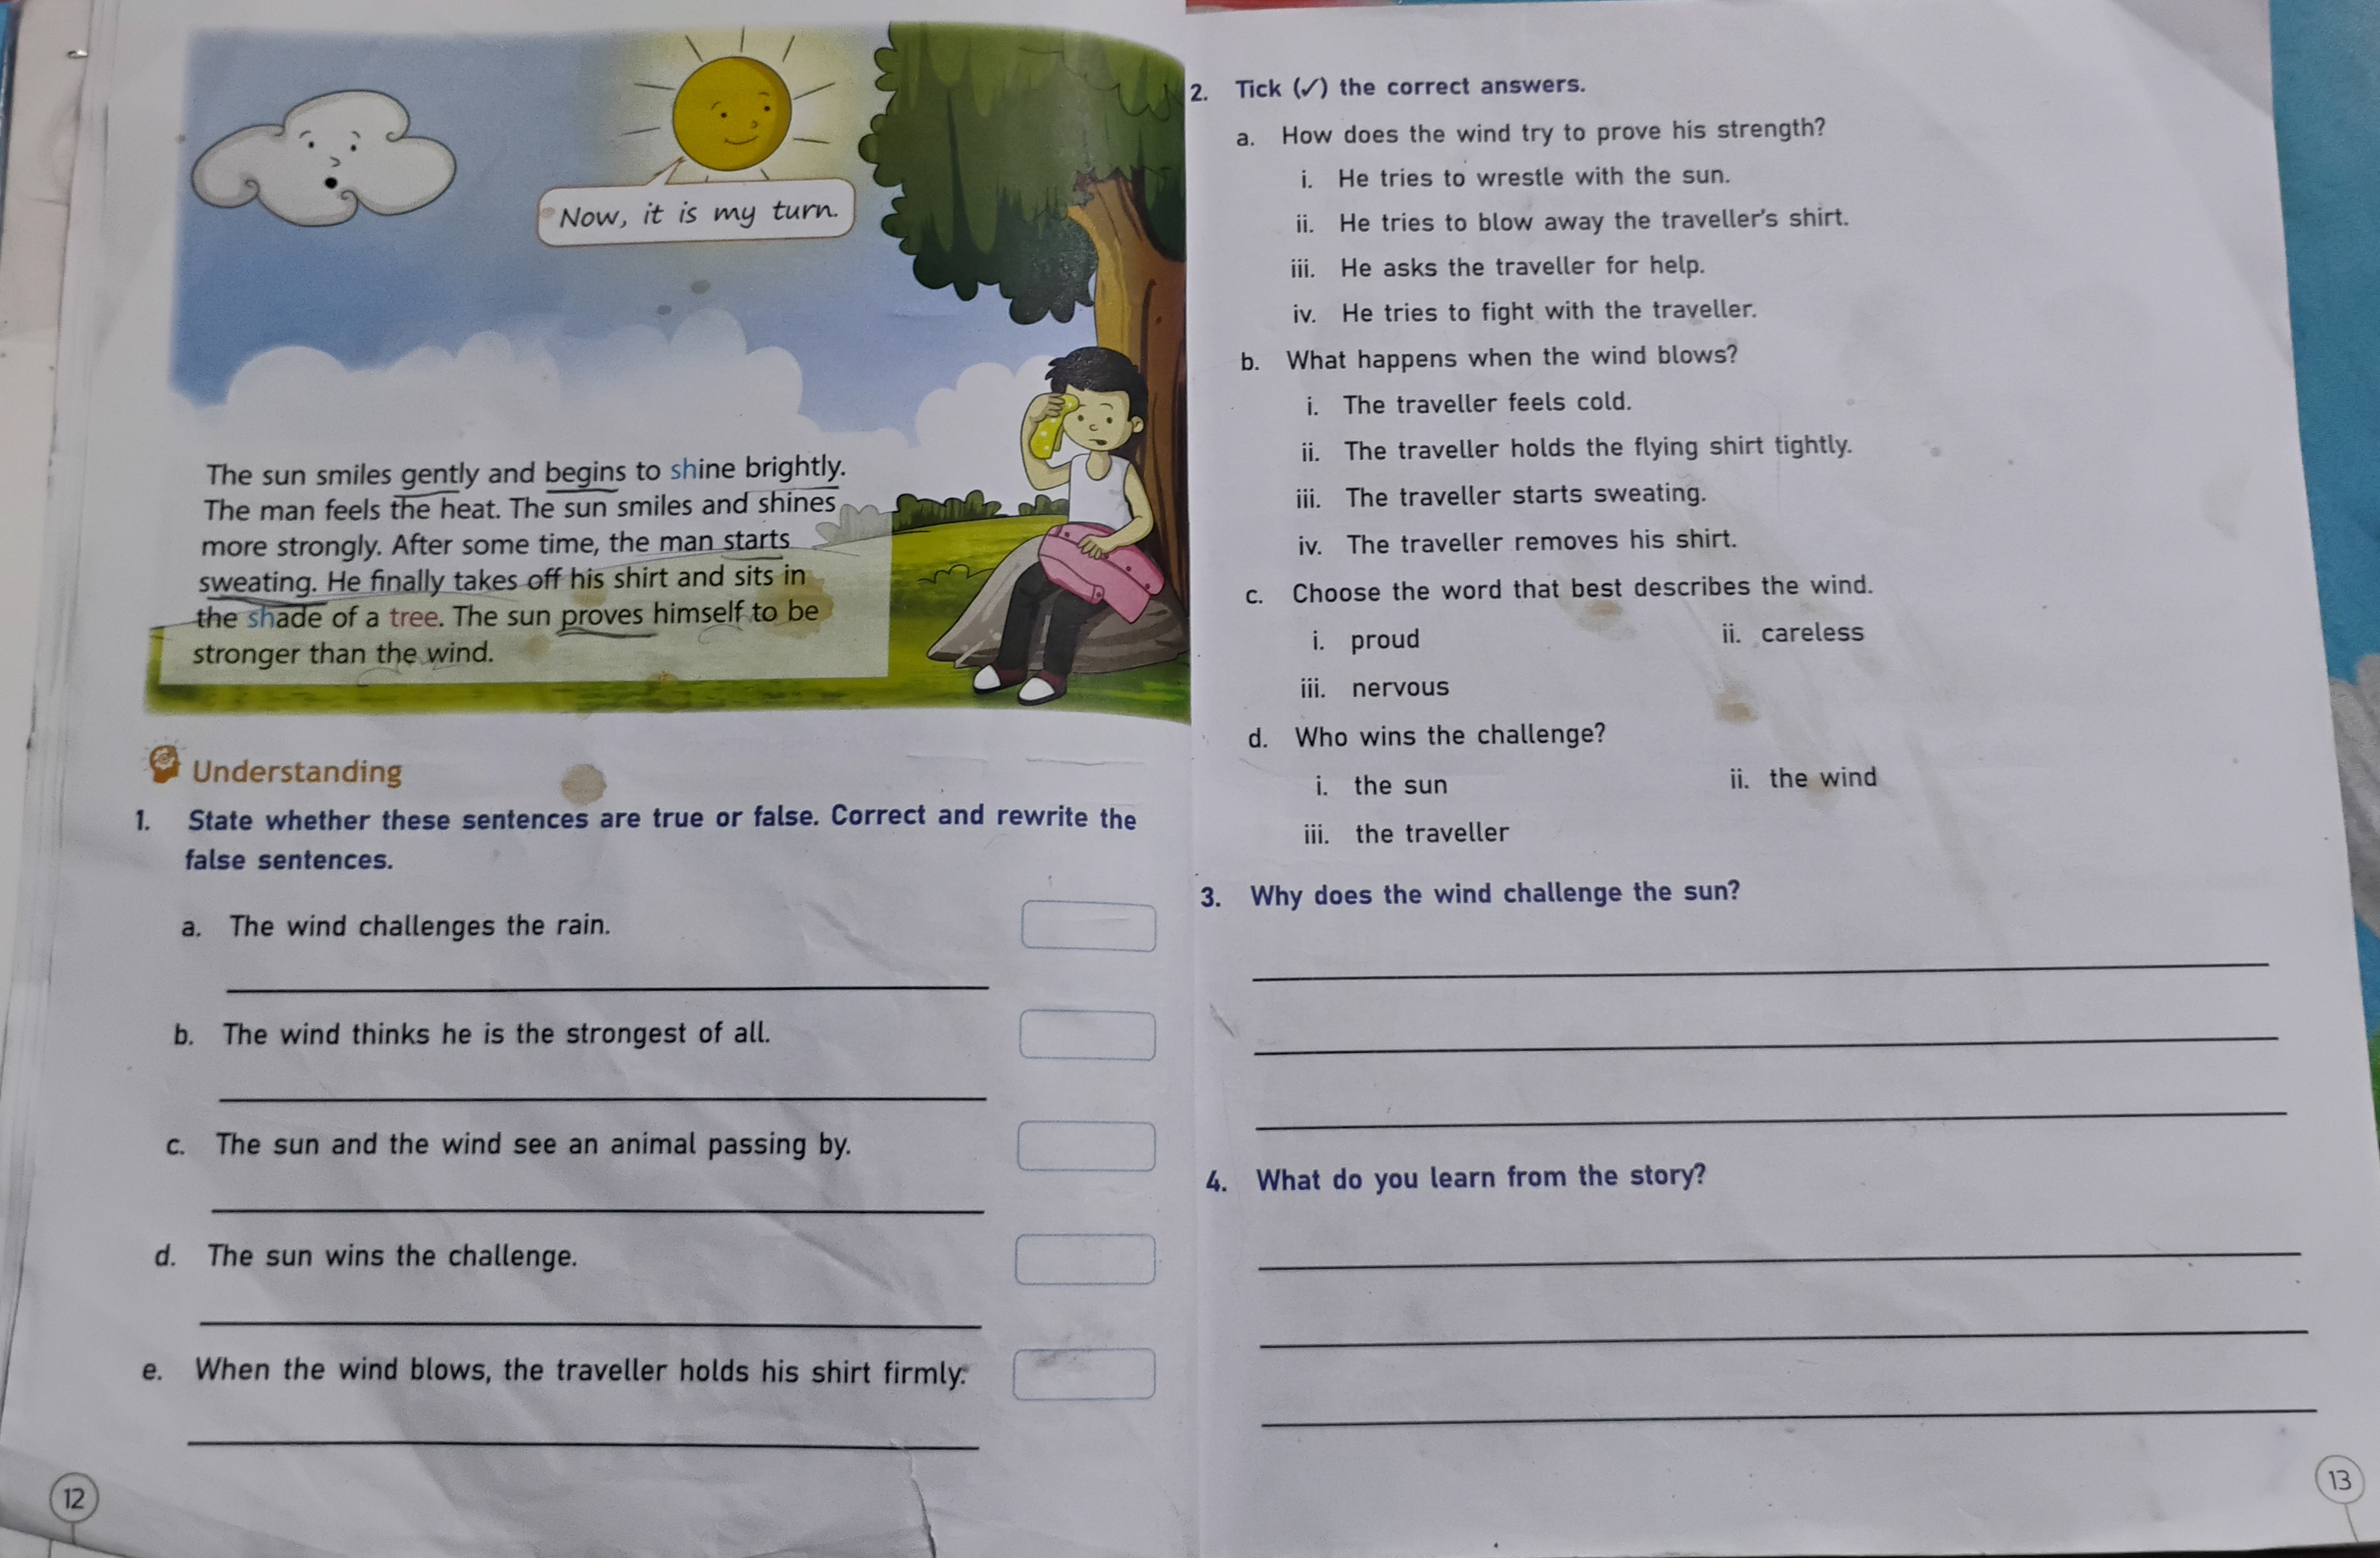 Now, it is my turn.
The sun smiles gently and begins to shine brightly.
The man feels the heat. The sun smiles and shines
more strongly. After some time, the man starts
sweating. He finally takes off his shirt and sits in
the shade of a tree. The sun proves himself to be
stronger than the wind.
Understanding
1. State whether these sentences are true or false. Correct and rewrite the
false sentences.
a. The wind challenges the rain.
b. The wind thinks he is the strongest of all.
c. The sun and the wind see an animal passing by.
d. The sun wins the challenge.
e. When the wind blows, the traveller holds his shirt firmly.
12
2. Tick (✓) the correct answers.
a. How does the wind try to prove his strength?
i. He tries to wrestle with the sun.
ii. He tries to blow away the traveller's shirt.
iii. He asks the traveller for help.
iv. He tries to fight with the traveller.
b. What happens when the wind blows?
i. The traveller feels cold.
ii. The traveller holds the flying shirt tightly.
iii. The traveller starts sweating.
iv. The traveller removes his shirt.
c. Choose the word that best describes the wind.
i. proud ii. careless
iii. nervous
d. Who wins the challenge?
i. the sun ii. the wind
iii. the traveller
3. Why does the wind challenge the sun?
4. What do you learn from the story?
13